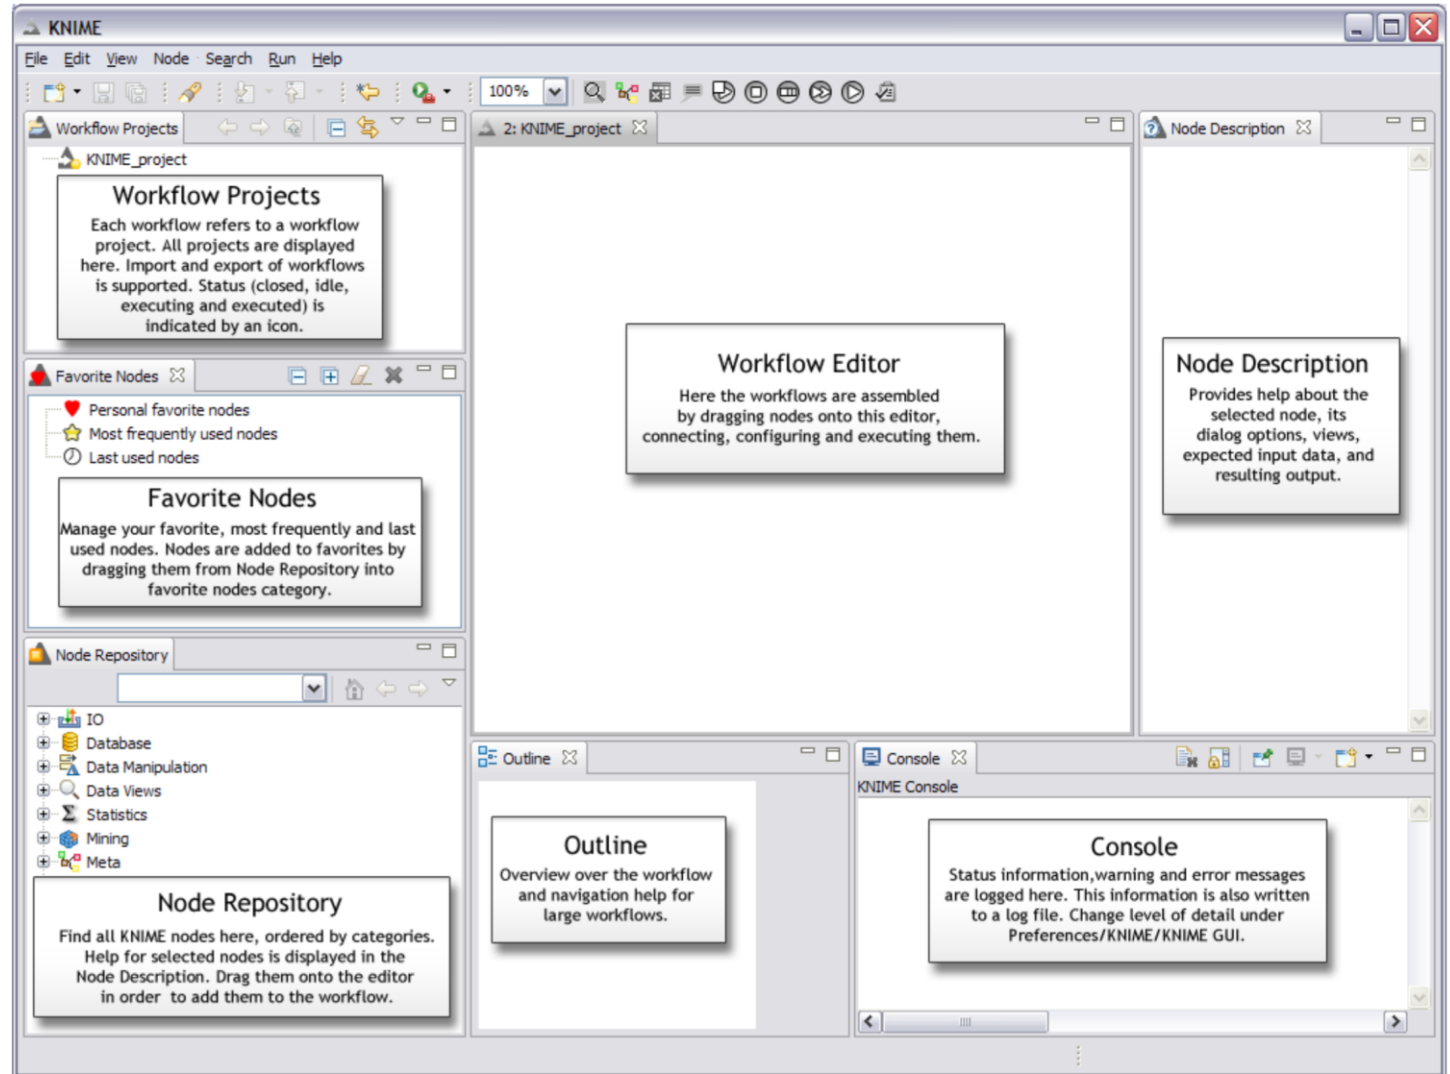 KNIME
File Edit View Node Search Run Help
100%
Workflow Projects
KNIME_project
Workflow Projects
Each workflow refers to a workflow
project. All projects are displayed
here. Import and export of workflows
is supported. Status (closed, idle,
executing and executed) is
indicated by an icon.
Favorite Nodes
Personal favorite nodes
Most frequently used nodes
Last used nodes
Favorite Nodes
Manage your favorite, most frequently and last
used nodes. Nodes are added to favorites by
dragging them from Node Repository into
favorite nodes category.
Node Repository
IO
Database
Data Manipulation
Data Views
Statistics
Mining
Meta
Node Repository
Find all KNIME nodes here, ordered by categories.
Help for selected nodes is displayed in the
Node Description. Drag them onto the editor
in order to add them to the workflow.
2: KNIME_project
Workflow Editor
Here the workflows are assembled
by dragging nodes onto this editor,
connecting, configuring and executing them.
Node Description
Node Description
Provides help about the
selected node, its
dialog options, views,
expected input data, and
resulting output.
Outline
Outline
Overview over the workflow
and navigation help for
large workflows.
Console
KNIME Console
Console
Status information,warning and error messages
are logged here. This information is also written
to a log file. Change level of detail under
Preferences/KNIME/KNIME GUI.